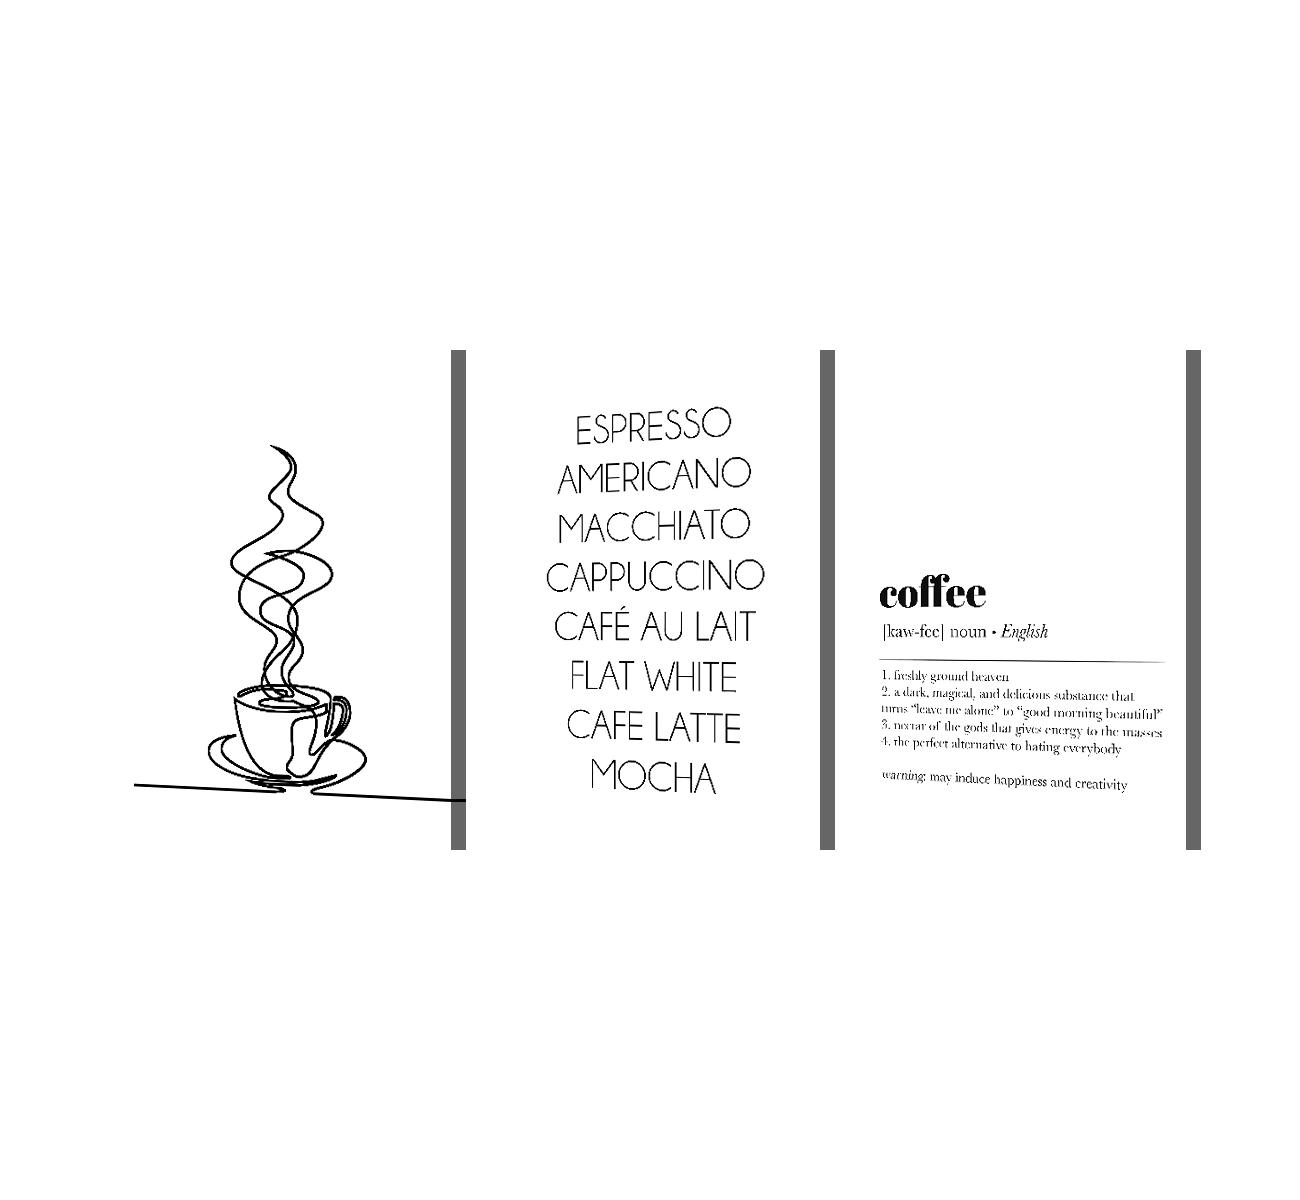 ESPRESSO
AMERICANO
MACCHIATO
CAPPUCCINO
CAFÉ AU LAIT
FLAT WHITE
CAFE LATTE
MOCHA
coffee
[kaw-fee] noun • English
1. freshly ground heaven
2. a dark, magical, and delicious substance that
turns “leave me alone” to “good morning beautiful”
3. nectar of the gods that gives energy to the masses
4. the perfect alternative to hating everybody
warning: may induce happiness and creativity